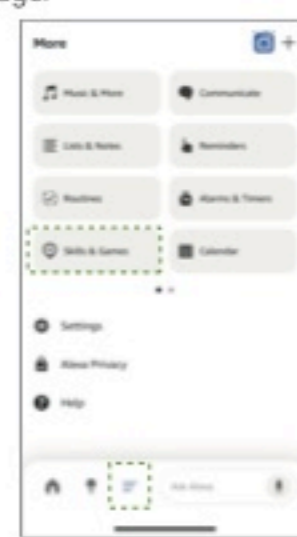 More
Music & More
Communicate
Lists & Notes
Reminders
Routines
Alarms & Timers
Skills & Games
Calendar
Settings
Alexa Privacy
Help
Ask Alexa